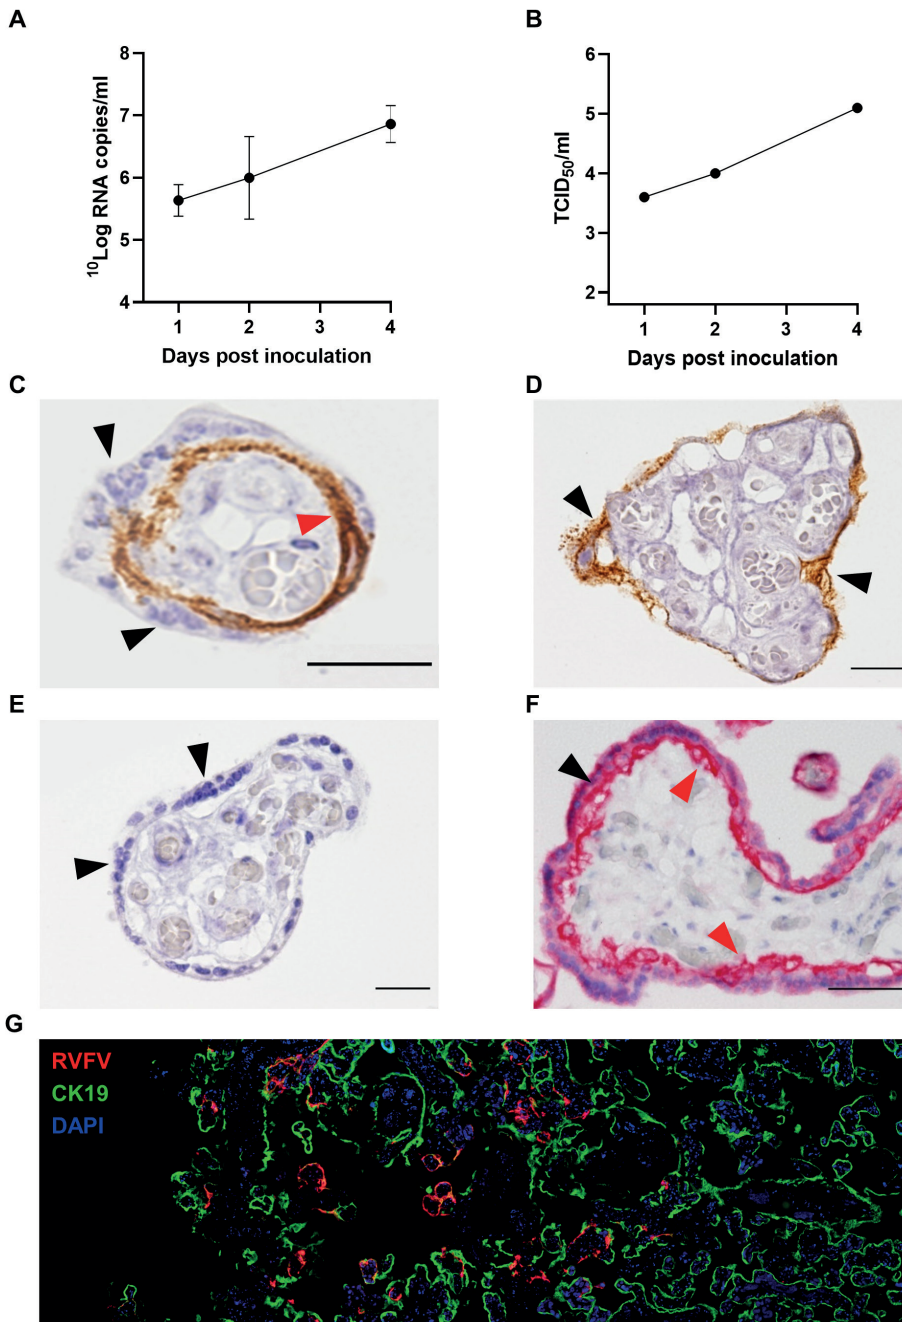 A
B
8
7
6
5
4
¹⁰Log RNA copies/ml
1 2 3 4
Days post inoculation
6
5
4
3
2
TCID₅₀/ml
1 2 3 4
Days post inoculation
C
D
E
F
G
RVFV
CK19
DAPI